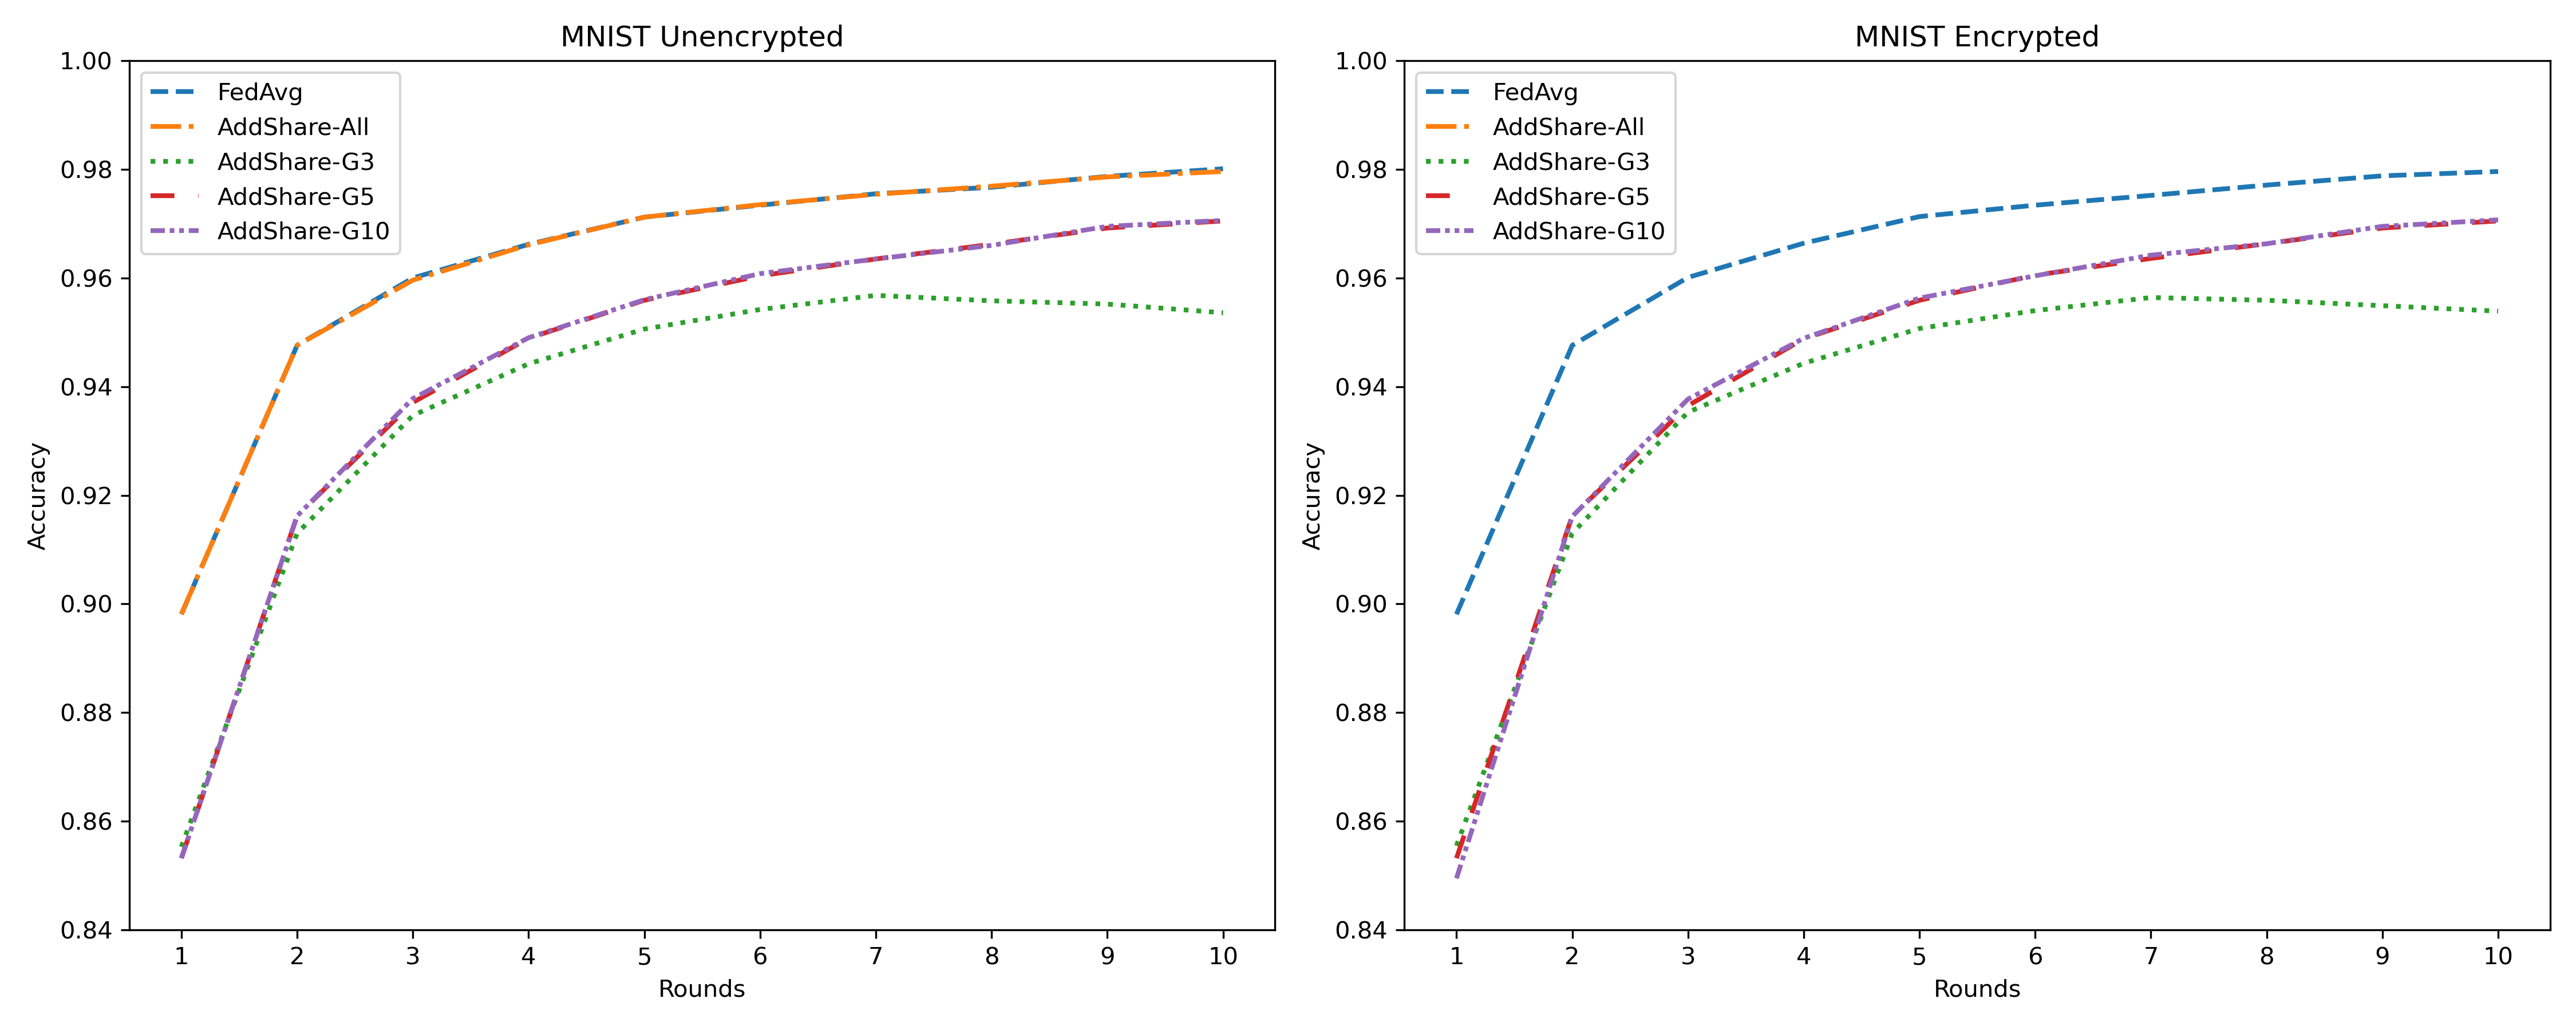 MNIST Unencrypted
1.00
0.98
0.96
0.94
0.92
0.90
0.88
0.86
0.84
Accuracy
FedAvg
AddShare-All
AddShare-G3
AddShare-G5
AddShare-G10
1 2 3 4 5 6 7 8 9 10
Rounds
MNIST Encrypted
1.00
0.98
0.96
0.94
0.92
0.90
0.88
0.86
0.84
Accuracy
FedAvg
AddShare-All
AddShare-G3
AddShare-G5
AddShare-G10
1 2 3 4 5 6 7 8 9 10
Rounds